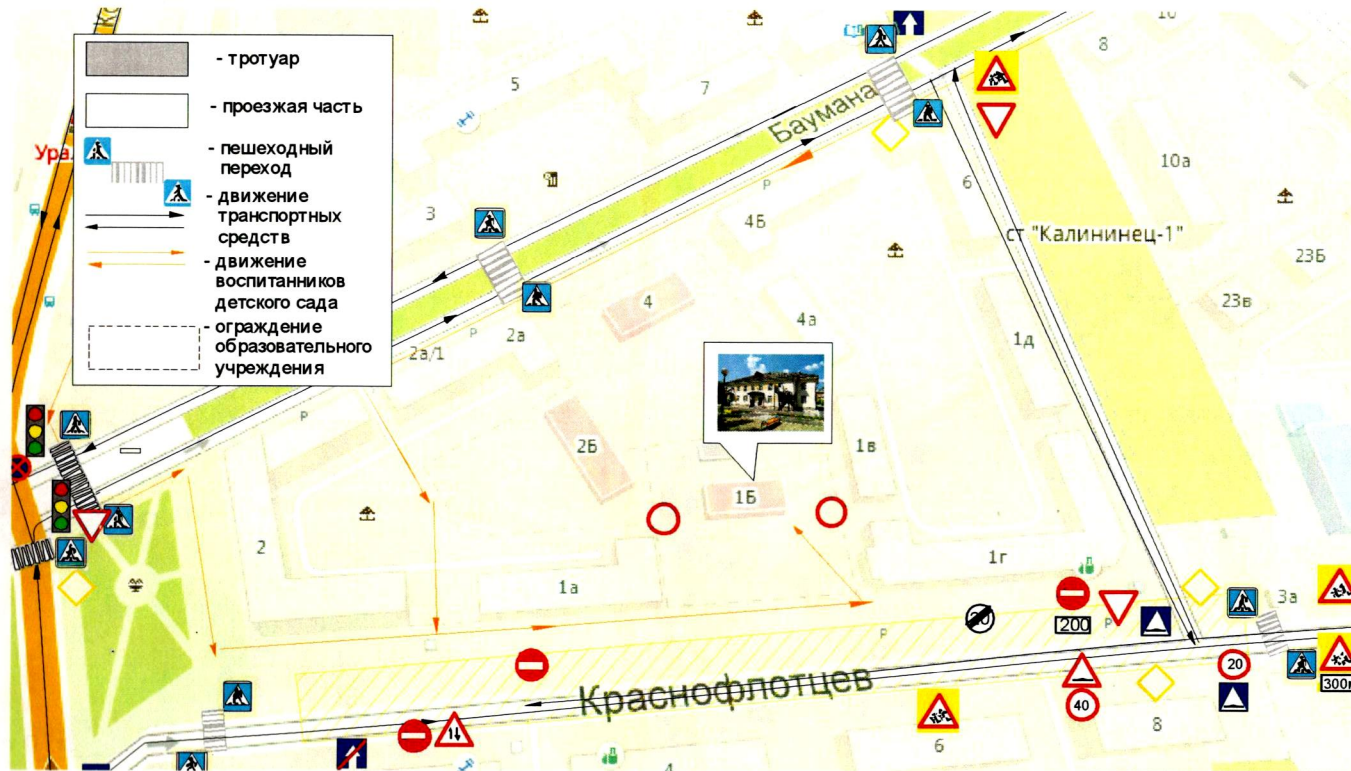 - тротуар
- проезжая часть
- пешеходный
переход
- движение
транспортных
средств
- движение
воспитанников
детского сада
- ограждение
образовательного
учреждения
Ура
5
7
8
10
Баумана
3
6
10а
4Б
ст "Калининец-1"
23Б
23в
4
4а
1д
2а
2а/1
Р
Р
Р
2Б
1в
1Б
2
1а
1г
3а
200
Р
Р
20
40
300м
Краснофлотцев
8
6
4